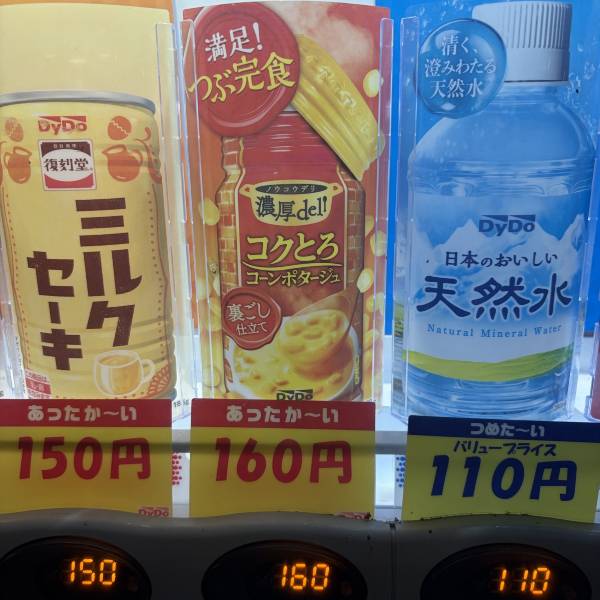 DyDo
復刻堂
ミルク
セーキ
あったか〜い
150円
DyDo
150
満足!
つぶ完食
ノウコウデリ
濃厚deli
コクとろ
コーンポタージュ
裏ごし
仕立て
DyDo
あったか〜い
160円
160
清く、
澄みわたる
天然水
DyDo
日本のおいしい
天然水
Natural Mineral Water
つめた〜い
バリュープライス
110円
110